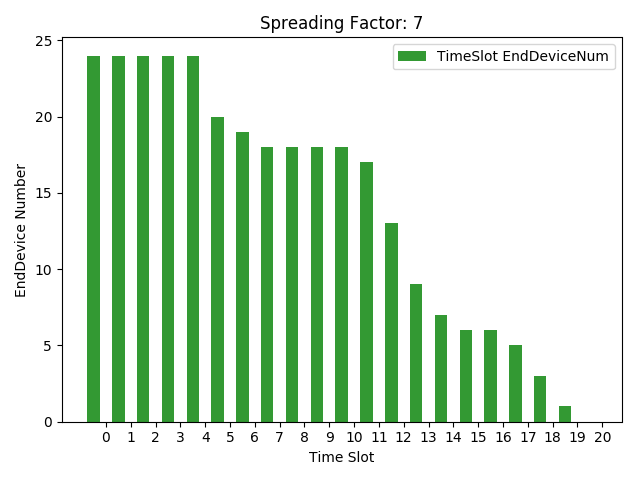 Spreading Factor: 7
TimeSlot EndDeviceNum
EndDevice Number
25
20
15
10
5
0
0 1 2 3 4 5 6 7 8 9 10 11 12 13 14 15 16 17 18 19 20
Time Slot